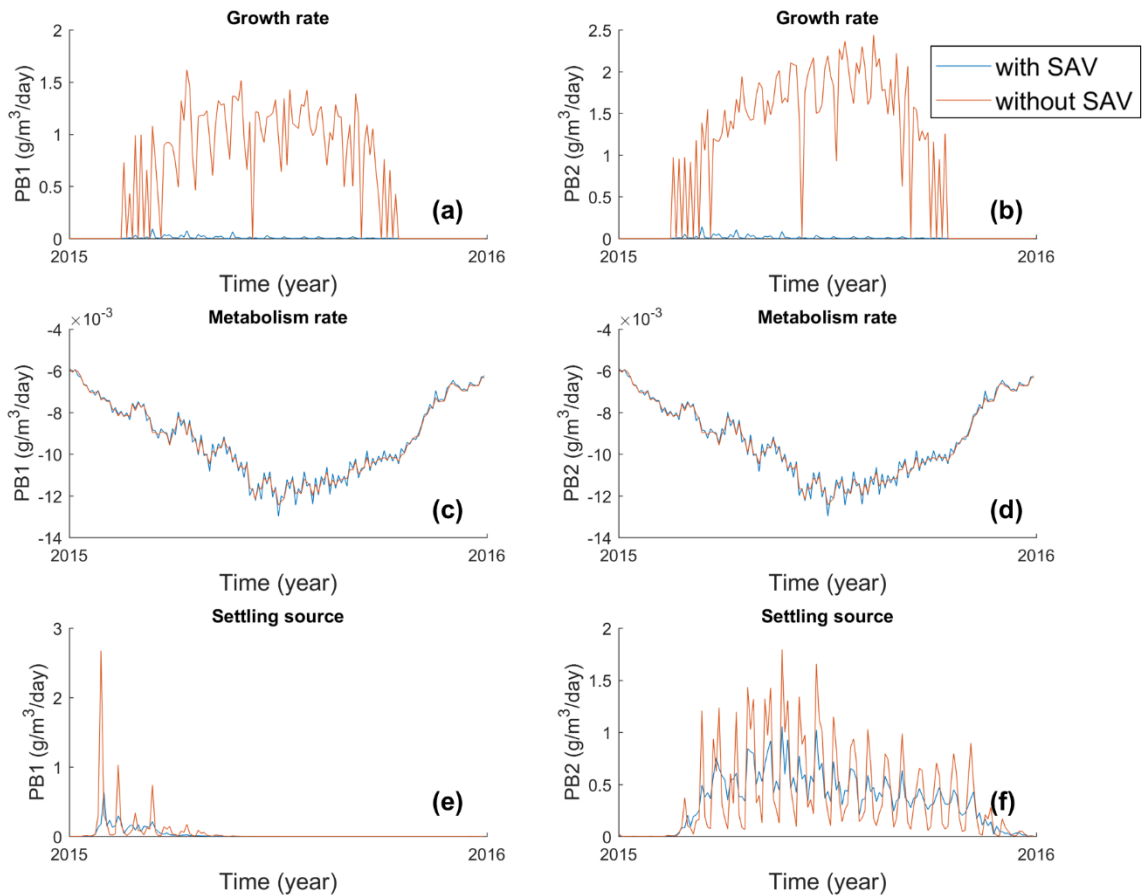 Growth rate
2
1.5
1
0.5
0
PB1 (g/m³/day)
(a)
2015
2016
Time (year)
Growth rate
2.5
2
1.5
1
0.5
0
PB2 (g/m³/day)
with SAV
without SAV
(b)
2015
2016
Time (year)
Metabolism rate
×10⁻³
-4
-6
-8
-10
-12
-14
PB1 (g/m³/day)
(c)
2015
2016
Time (year)
Metabolism rate
×10⁻³
-4
-6
-8
-10
-12
-14
PB2 (g/m³/day)
(d)
2015
2016
Time (year)
Settling source
3
2
1
0
PB1 (g/m³/day)
(e)
2015
2016
Time (year)
Settling source
2
1.5
1
0.5
0
PB2 (g/m³/day)
(f)
2015
2016
Time (year)